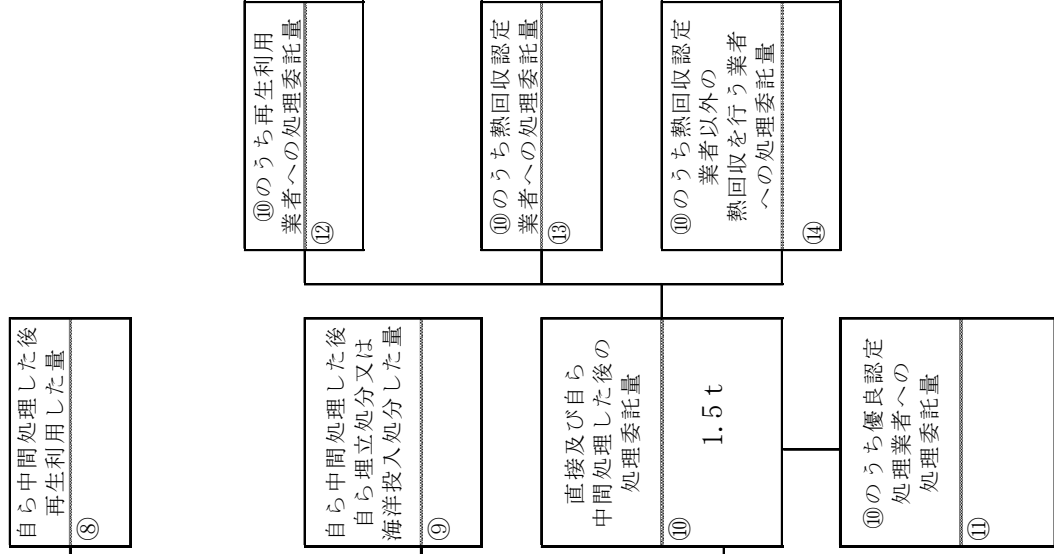 自ら中間処理した後
再生利用した量
⑧
自ら中間処理した後
自ら埋立処分又は
海洋投入処分した量
⑨
直接及び自ら
中間処理した後の
処理委託量
⑩
1.5t
⑩のうち優良認定
処理業者への
処理委託量
⑪
⑩のうち再生利用
業者への処理委託量
⑫
⑩のうち熱回収認定
業者への処理委託量
⑬
⑩のうち熱回収認定
業者以外の
熱回収を行う業者
への処理委託量
⑭